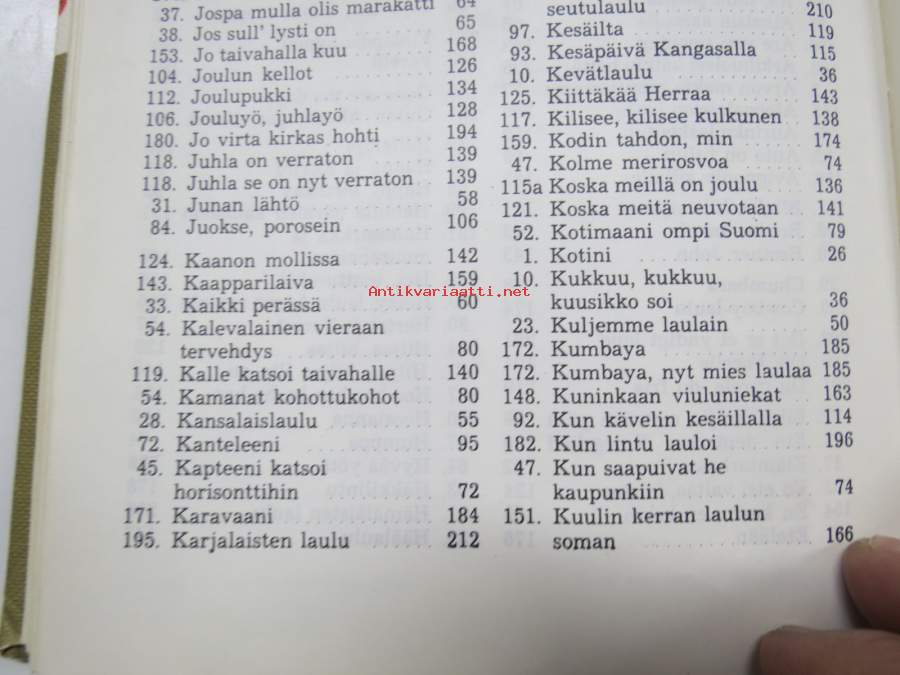 37. Jospa mulla olis marakatti 64
38. Jos sull' lysti on 65
153. Jo taivahalla kuu 168
104. Joulun kellot 126
112. Joulupukki 134
106. Jouluyö, juhlayö 128
180. Jo virta kirkas hohti 194
118. Juhla on verraton 139
118. Juhla se on nyt verraton 139
31. Junan lähtö 58
84. Juokse, porosein 106
124. Kaanon mollissa 142
143. Kaapparilaiva 159
33. Kaikki perässä 60
54. Kalevalainen vieraan
tervehdys 80
119. Kalle katsoi taivahalle 140
54. Kamanat kohottukohot 80
28. Kansalaislaulu 55
72. Kanteleeni 95
45. Kapteeni katsoi
horisonttihin 72
171. Karavaani 184
195. Karjalaisten laulu 212
seutulaulu 210
97. Kesäilta 119
93. Kesäpäivä Kangasalla 115
10. Kevätlaulu 36
125. Kiittäkää Herraa 143
117. Kilisee, kilisee kulkunen 138
159. Kodin tahdon, min 174
47. Kolme merirosvoa 74
115a Koska meillä on joulu 136
121. Koska meitä neuvotaan 141
52. Kotimaani ompi Suomi 79
1. Kotini 26
10. Kukkuu, kukkuu,
kuusikko soi 36
23. Kuljemme laulain 50
172. Kumbaya 185
172. Kumbaya, nyt mies laulaa 185
148. Kuninkaan viuluniekat 163
92. Kun kävelin kesäillalla 114
182. Kun lintu lauloi 196
47. Kun saapuivat he
kaupunkiin 74
151. Kuulin kerran laulun
soman 166
Antikvariaatti.net